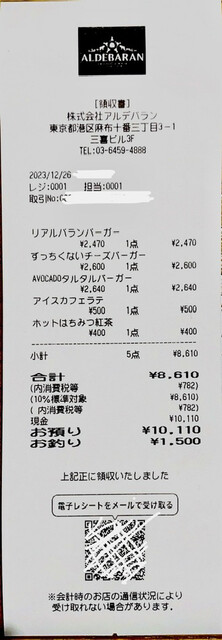 ALDEBARAN
[領収書]
株式会社アルデバラン
東京都港区麻布十番三丁目3-1
三喜ビル3F
TEL:03-6459-4888
2023/12/26
レジ:0001 担当:0001
取引No:
リアルバランバーガー
¥2,470 1点 ¥2,470
すっちくないチーズバーガー
¥2,600 1点 ¥2,600
AVOCADOタルタルバーガー
¥2,640 1点 ¥2,640
アイスカフェラテ
¥500 1点 ¥500
ホットはちみつ紅茶
¥400 1点 ¥400
小計 5点 ¥8,610
合計 ¥8,610
(内消費税等 ¥782)
(10%標準対象 ¥8,610)
( 内消費税等 ¥782)
現金 ¥10,110
お預り ¥10,110
お釣り ¥1,500
上記正に領収いたしました
電子レシートをメールで受け取る
※会計時のお店の通信状況により
受け取れない場合があります。